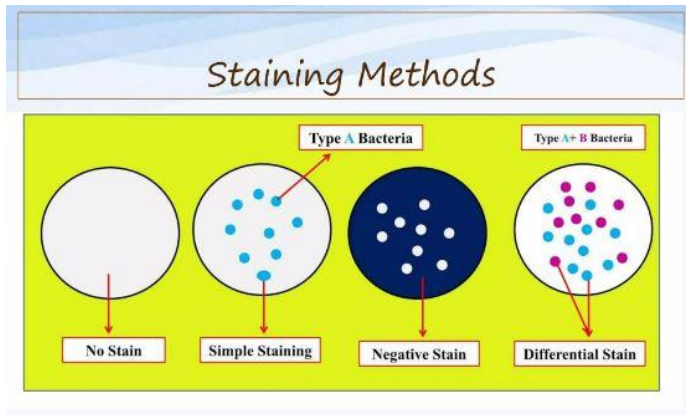 Staining Methods
Type A Bacteria
Type A+ B Bacteria
No Stain
Simple Staining
Negative Stain
Differential Stain